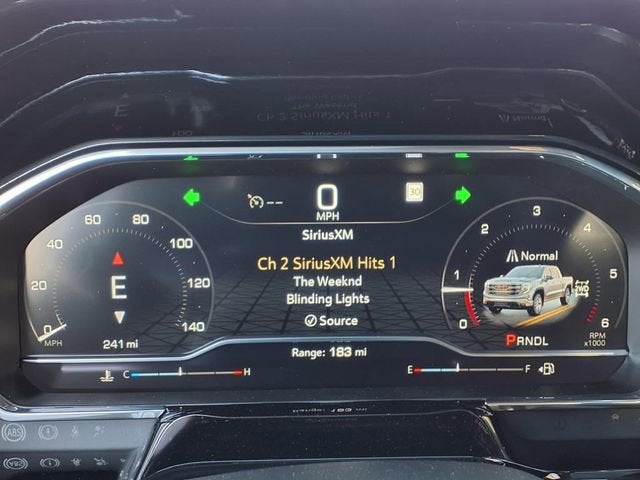 0
MPH
30
SiriusXM
Ch 2 SiriusXM Hits 1
The Weeknd
Blinding Lights
Source
Range: 183 mi
0 20 40 60 80 100 120 140
MPH
E
241 mi
0 1 2 3 4 5 6
Normal
2WD
PRNDL
RPM
x1000
C H
E F
ABS